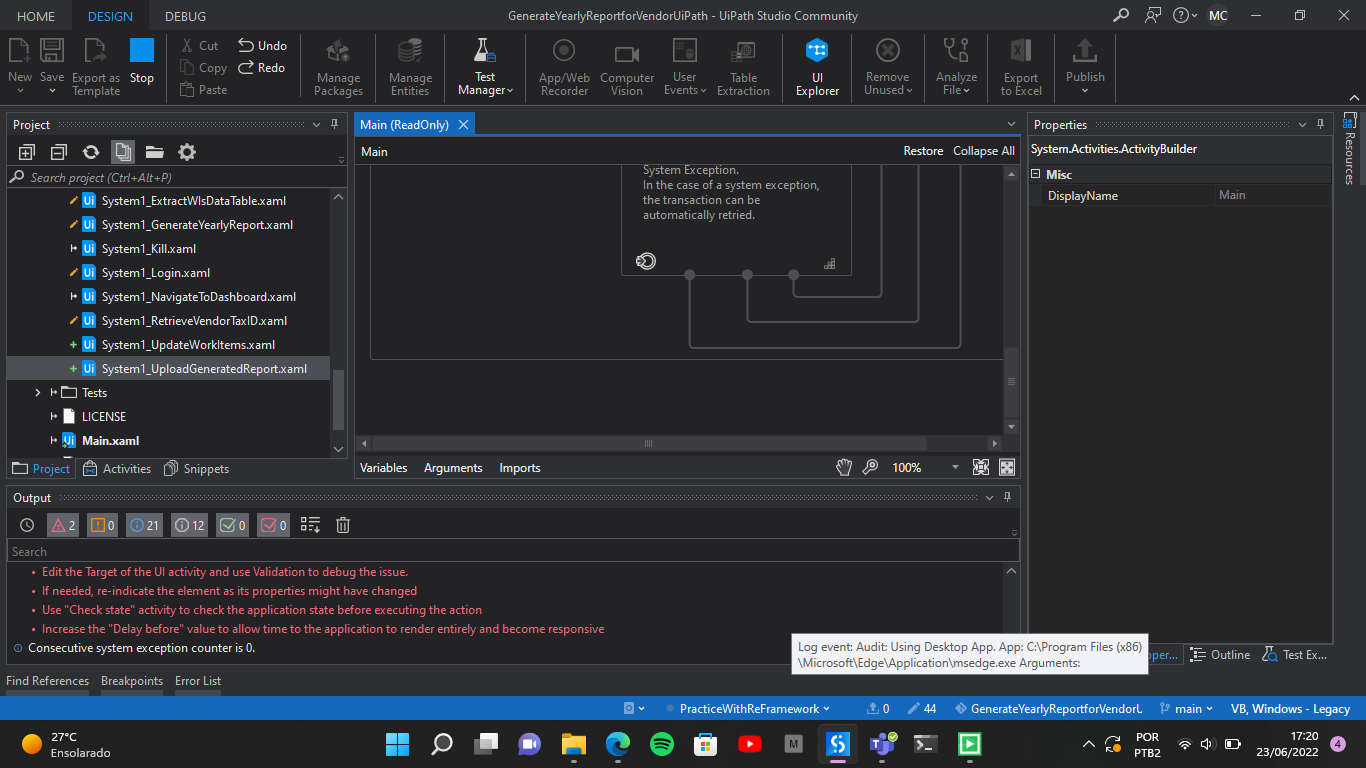 HOME
DESIGN
DEBUG
GenerateYearlyReportforVendorUiPath - UiPath Studio Community
MC
New
Save
Export as
Template
Stop
Cut
Copy
Paste
Undo
Redo
Manage
Packages
Manage
Entities
Test
Manager
App/Web
Recorder
Computer
Vision
User
Events
Table
Extraction
UI
Explorer
Remove
Unused
Analyze
File
Export
to Excel
Publish
Project
Search project (Ctrl+Alt+P)
System1_ExtractWIsDataTable.xaml
System1_GenerateYearlyReport.xaml
System1_Kill.xaml
System1_Login.xaml
System1_NavigateToDashboard.xaml
System1_RetrieveVendorTaxID.xaml
System1_UpdateWorkItems.xaml
System1_UploadGeneratedReport.xaml
Tests
LICENSE
Main.xaml
Project
Activities
Snippets
Main (ReadOnly)
Main
Restore
Collapse All
System Exception.
In the case of a system exception,
the transaction can be
automatically retried.
Variables
Arguments
Imports
100%
Properties
System.Activities.ActivityBuilder
Misc
DisplayName
Main
Resources
Output
2
0
21
12
0
0
Search
• Edit the Target of the UI activity and use Validation to debug the issue.
• If needed, re-indicate the element as its properties might have changed
• Use "Check state" activity to check the application state before executing the action
• Increase the "Delay before" value to allow time to the application to render entirely and become responsive
Consecutive system exception counter is 0.
Log event: Audit: Using Desktop App. App: C:\Program Files (x86)
\Microsoft\Edge\Application\msedge.exe Arguments:
oper...
Outline
Test Ex...
Find References
Breakpoints
Error List
PracticeWithReFramework
0
44
GenerateYearlyReportforVendorU
main
VB, Windows - Legacy
27°C
Ensolarado
POR
PTB2
17:20
23/06/2022
4